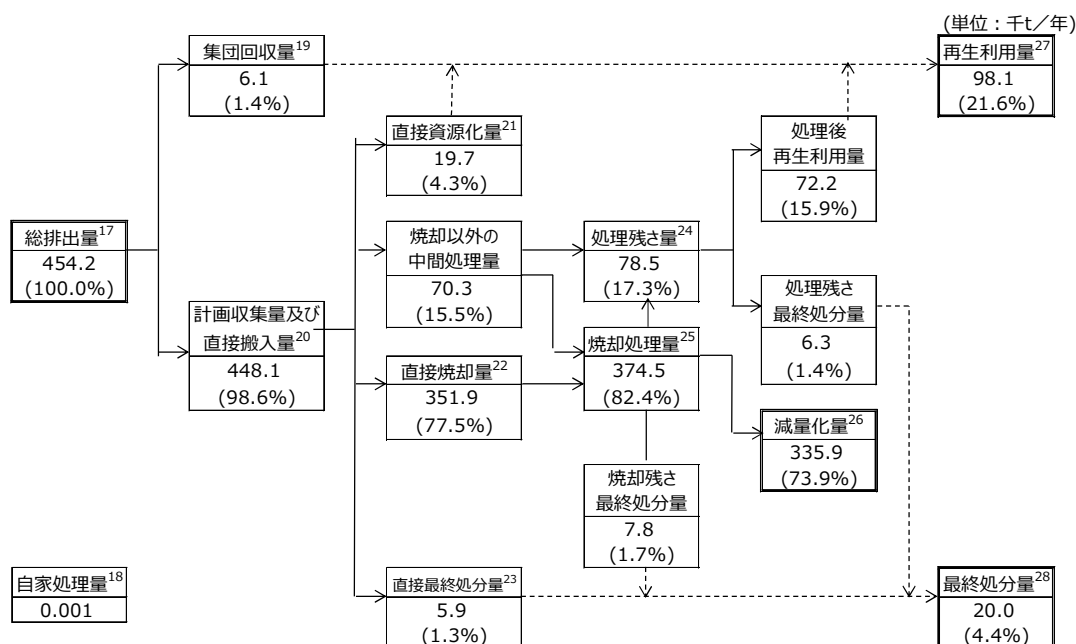 (単位：千t／年)
集団回収量19
6.1
(1.4%)
再生利用量27
98.1
(21.6%)
直接資源化量21
19.7
(4.3%)
処理後
再生利用量
72.2
(15.9%)
総排出量17
454.2
(100.0%)
焼却以外の
中間処理量
70.3
(15.5%)
処理残さ量24
78.5
(17.3%)
計画収集量及び
直接搬入量20
448.1
(98.6%)
処理残さ
最終処分量
6.3
(1.4%)
直接焼却量22
351.9
(77.5%)
焼却処理量25
374.5
(82.4%)
減量化量26
335.9
(73.9%)
焼却残さ
最終処分量
7.8
(1.7%)
自家処理量18
0.001
直接最終処分量23
5.9
(1.3%)
最終処分量28
20.0
(4.4%)